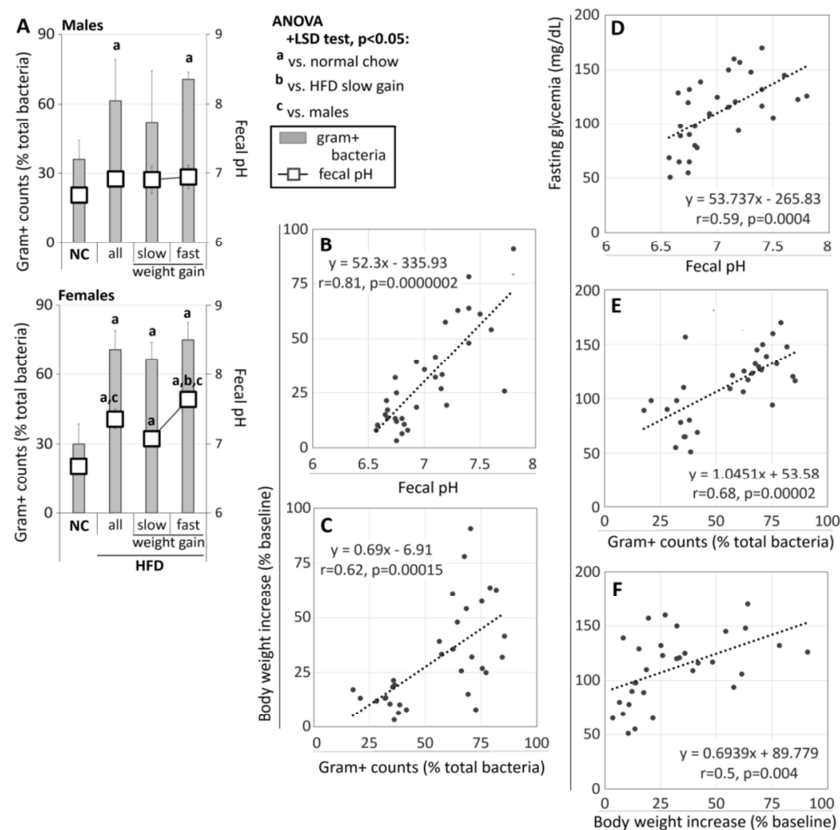 A
Males
90
60
30
0
Gram+ counts (% total bacteria)
9
8
7
6
Fecal pH
a
a
NC
all
slow
fast
weight gain
Females
90
60
30
0
Gram+ counts (% total bacteria)
9
8
7
6
Fecal pH
a
a
a
a,c
a
a,b,c
NC
all
slow
fast
weight gain
HFD
ANOVA
+LSD test, p<0.05:
a vs. normal chow
b vs. HFD slow gain
c vs. males
gram+
bacteria
fecal pH
B
y = 52.3x - 335.93
r=0.81, p=0.0000002
100
75
50
25
0
6
6.5
7
7.5
8
Fecal pH
C
y = 0.69x - 6.91
r=0.62, p=0.00015
100
75
50
25
0
0
25
50
75
100
Gram+ counts (% total bacteria)
Body weight increase (% baseline)
D
200
150
100
50
0
Fasting glycemia (mg/dL)
y = 53.737x - 265.83
r=0.59, p=0.0004
6
6.5
7
7.5
8
Fecal pH
E
200
150
100
50
0
y = 1.0451x + 53.58
r=0.68, p=0.00002
0
25
50
75
100
Gram+ counts (% total bacteria)
F
200
150
100
50
0
y = 0.6939x + 89.779
r=0.5, p=0.004
0
20
40
60
80
100
Body weight increase (% baseline)